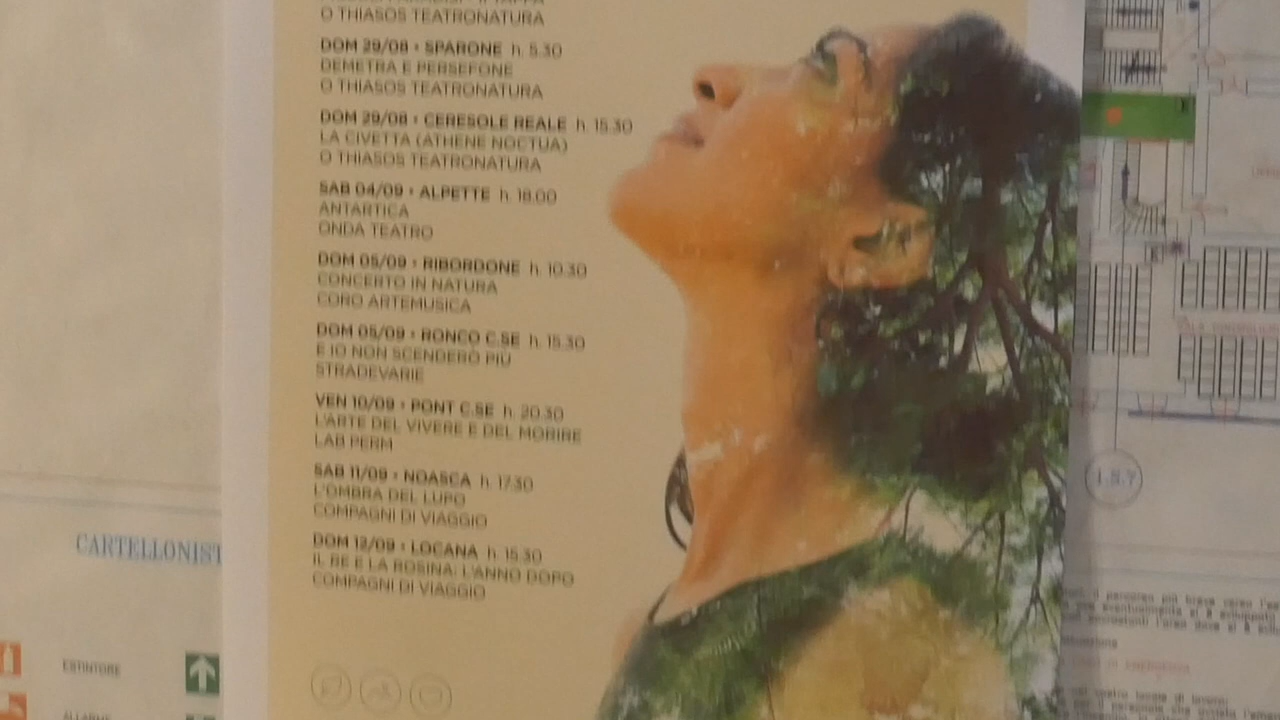 O THIASOS TEATRONATURA
DOM 29/08 • SPARONE h. 5.30
DEMETRA E PERSEFONE
O THIASOS TEATRONATURA
DOM 29/08 • CERESOLE REALE h. 15.30
LA CIVETTA (ATHENE NOCTUA)
O THIASOS TEATRONATURA
SAB 04/09 • ALPETTE h. 18.00
ANTARTICA
ONDA TEATRO
DOM 05/09 • RIBORDONE h. 10.30
CONCERTO IN NATURA
CORO ARTEMUSICA
DOM 05/09 • RONCO C.SE h. 15.30
E IO NON SCENDERÒ PIÙ
STRADEVARIE
VEN 10/09 • PONT C.SE h. 20.30
L'ARTE DEL VIVERE E DEL MORIRE
LAB PERM
SAB 11/09 • NOASCA h. 17.30
L'OMBRA DEL LUPO
COMPAGNI DI VIAGGIO
DOM 12/09 • LOCANA h. 15.30
IL RE E LA ROSINA: L'ANNO DOPO
COMPAGNI DI VIAGGIO
CARTELLONIST
ESTINTORE
ALLARME
1.S.7